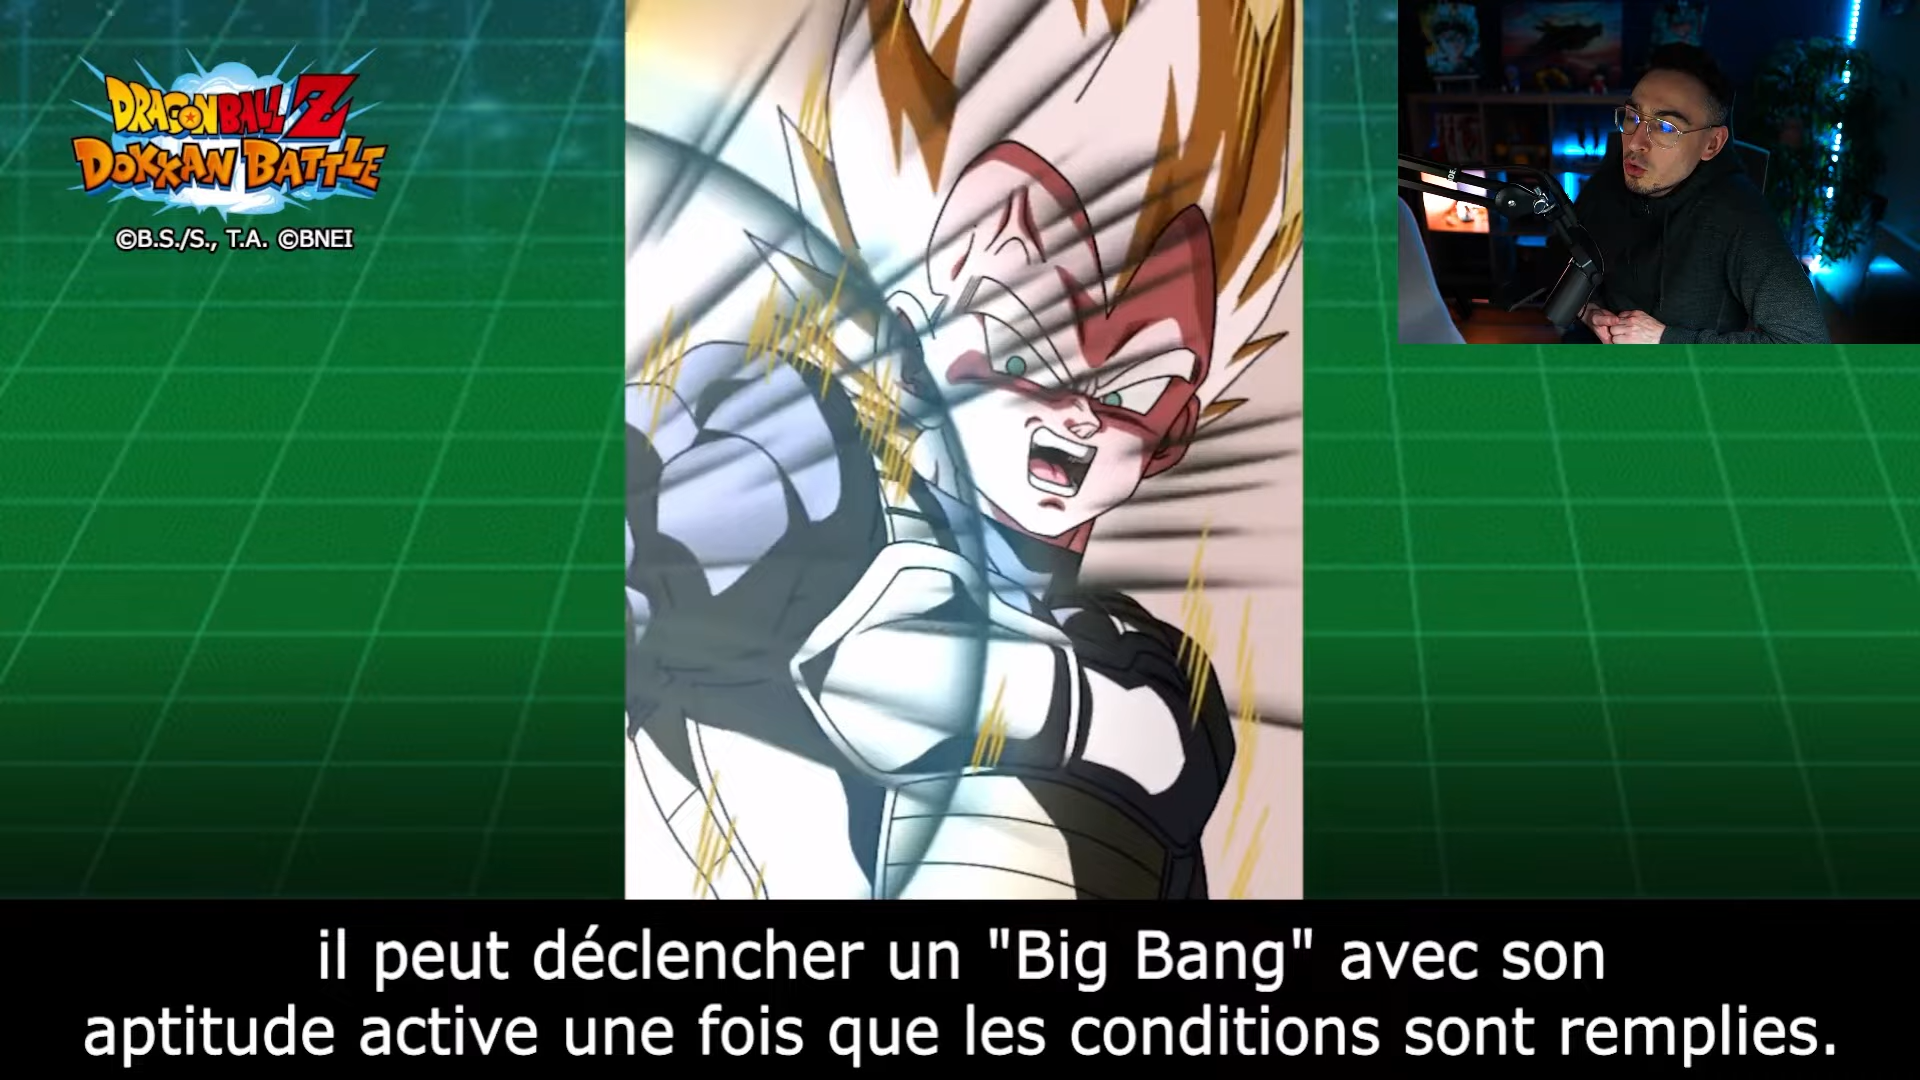 DRAGON BALL Z
DOKKAN BATTLE
©B.S./S., T.A. ©BNEI
il peut déclencher un "Big Bang" avec son
aptitude active une fois que les conditions sont remplies.